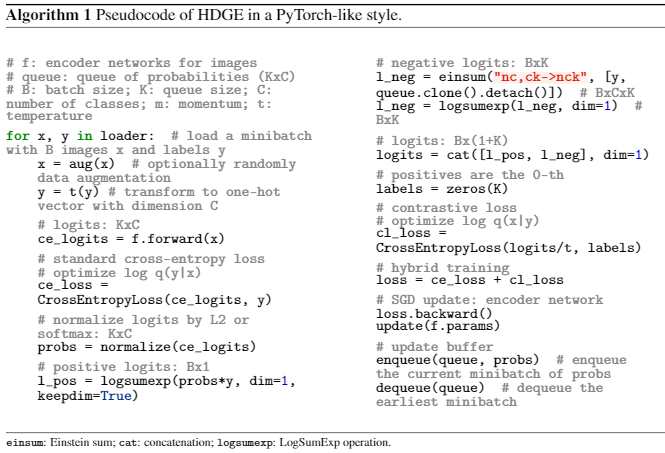 Algorithm 1 Pseudocode of HDGE in a PyTorch-like style.
# f: encoder networks for images
# queue: queue of probabilities (KxC)
# B: batch size; K: queue size; C:
number of classes; m: momentum; t:
temperature
for x, y in loader: # load a minibatch
with B images x and labels y
x = aug(x) # optionally randomly
data augmentation
y = t(y) # transform to one-hot
vector with dimension C
# logits: KxC
ce_logits = f.forward(x)
# standard cross-entropy loss
# optimize log q(y|x)
ce_loss =
CrossEntropyLoss(ce_logits, y)
# normalize logits by L2 or
softmax: KxC
probs = normalize(ce_logits)
# positive logits: Bx1
l_pos = logsumexp(probs*y, dim=1,
keepdim=True)
# negative logits: BxK
l_neg = einsum("nc,ck->nck", [y,
queue.clone().detach()]) # BxCxK
l_neg = logsumexp(l_neg, dim=1) #
BxK
# logits: Bx(1+K)
logits = cat([l_pos, l_neg], dim=1)
# positives are the 0-th
labels = zeros(K)
# contrastive loss
# optimize log q(x|y)
cl_loss =
CrossEntropyLoss(logits/t, labels)
# hybrid training
loss = ce_loss + cl_loss
# SGD update: encoder network
loss.backward()
update(f.params)
# update buffer
enqueue(queue, probs) # enqueue
the current minibatch of probs
dequeue(queue) # dequeue the
earliest minibatch
einsum: Einstein sum; cat: concatenation; logsumexp: LogSumExp operation.